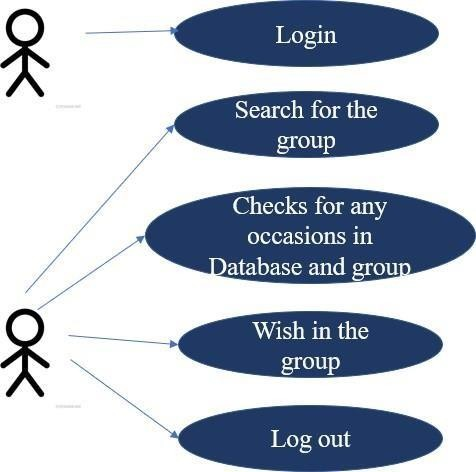 Login
Search for the
group
Checks for any
occasions in
Database and group
Wish in the
group
Log out